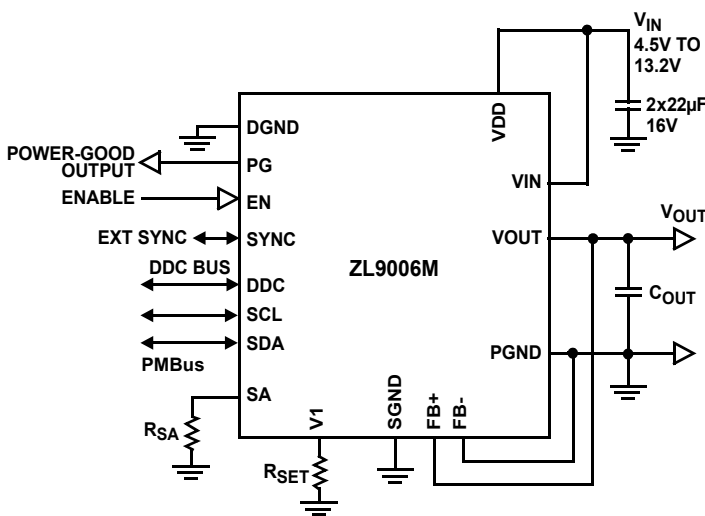 VIN
4.5V TO
13.2V
2x22µF
16V
VDD
DGND
POWER-GOOD
OUTPUT
PG
VIN
ENABLE
EN
VOUT
EXT SYNC
SYNC
VOUT
DDC BUS
ZL9006M
DDC
COUT
SCL
SDA
PGND
PMBus
SA
RSA
V1
SGND
FB+
FB-
RSET